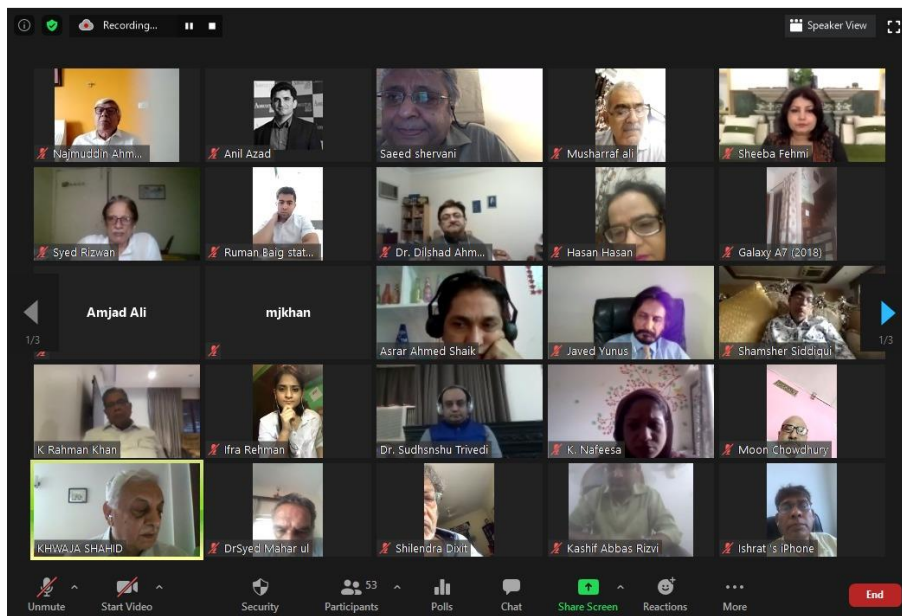 Recording...
Speaker View
Najmuddin Ahm...
Anil Azad
Saeed shervani
Musharraf ali
Sheeba Fehmi
Syed Rizwan
Ruman Baig stat...
Dr. Dilshad Ahm...
Hasan Hasan
Galaxy A7 (2018)
Amjad Ali
mjkhan
Asrar Ahmed Shaik
Javed Yunus
Shamsher Siddiqui
1/3
1/3
K Rahman Khan
Ifra Rehman
Dr. Sudhsnshu Trivedi
K. Nafeesa
Moon Chowdhury
KHWAJA SHAHID
DrSyed Mahar ul
Shilendra Dixit
Kashif Abbas Rizvi
Ishrat 's iPhone
53
Unmute
Start Video
Security
Participants
Polls
Chat
Share Screen
Reactions
More
End